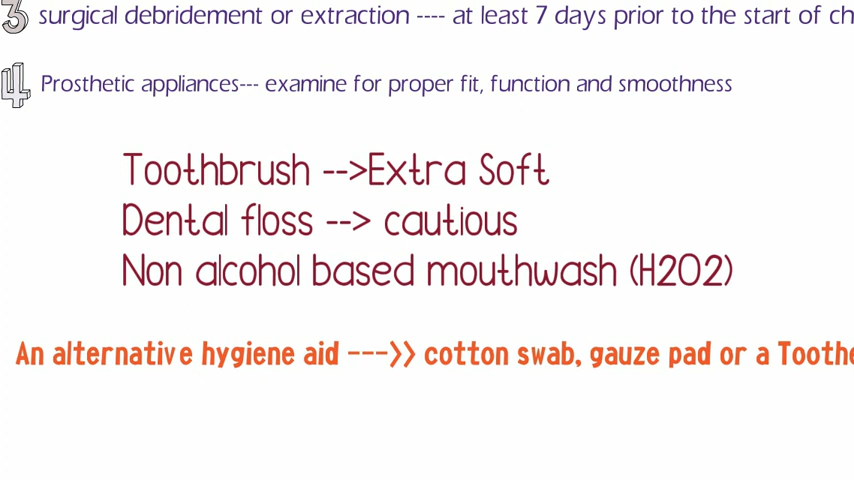 3 surgical debridement or extraction ---- at least 7 days prior to the start of ch
4 Prosthetic appliances--- examine for proper fit, function and smoothness
Toothbrush -->Extra Soft
Dental floss --> cautious
Non alcohol based mouthwash (H2O2)
An alternative hygiene aid --->> cotton swab, gauze pad or a Toothe